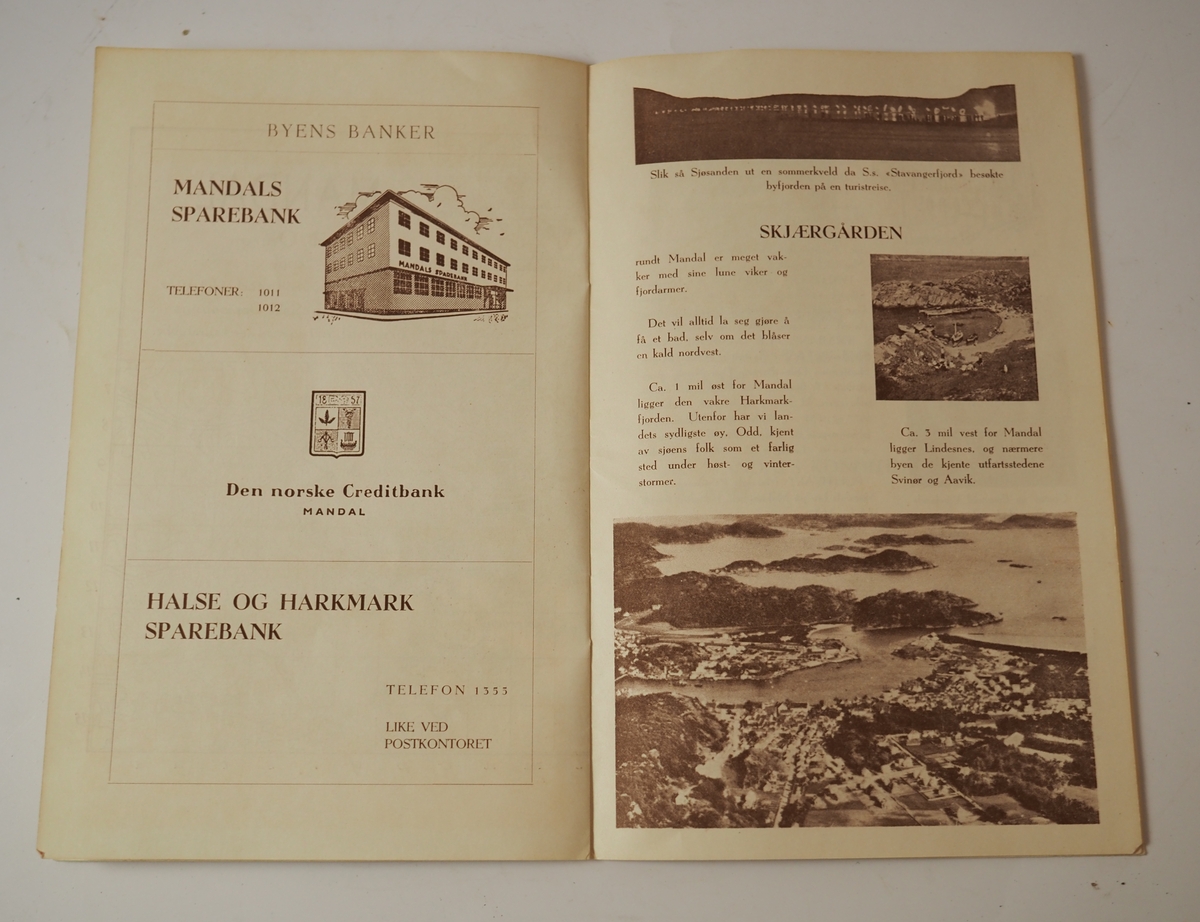 BYENS BANKER
MANDALS
SPAREBANK
TELEFONER: 1011
1012
MANDALS SPAREBANK
18 57
Den norske Creditbank
MANDAL
HALSE OG HARKMARK
SPAREBANK
TELEFON 1353
LIKE VED
POSTKONTORET
Slik så Sjøsanden ut en sommerkveld da S.s. «Stavangerfjord» besøkte
byfjorden på en turistreise.
SKJÆRGÅRDEN
rundt Mandal er meget vak-
ker med sine lune viker og
fjordarmer.
Det vil alltid la seg gjøre å
få et bad, selv om det blåser
en kald nordvest.
Ca. 1 mil øst for Mandal
ligger den vakre Harkmark-
fjorden. Utenfor har vi lan-
dets sydligste øy, Odd, kjent
av sjøens folk som et farlig
sted under høst- og vinter-
stormer.
Ca. 3 mil vest for Mandal
ligger Lindesnes, og nærmere
byen de kjente utfartsstedene
Svinør og Aavik.